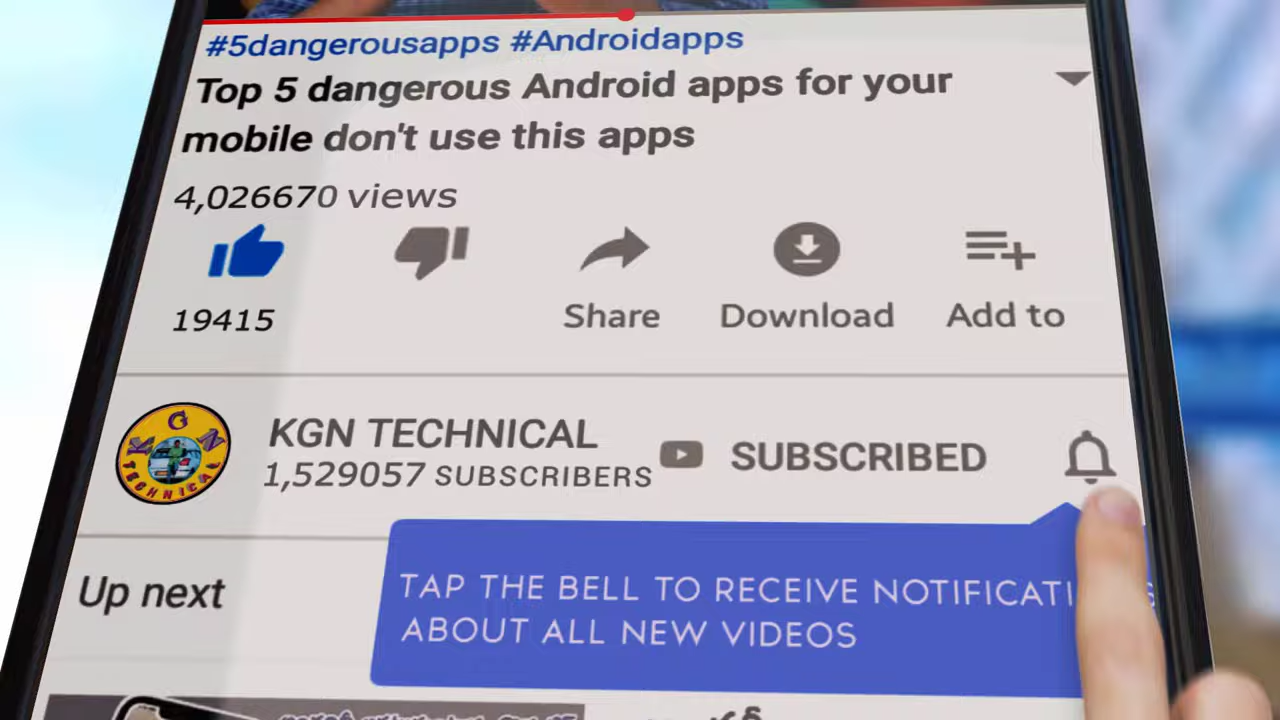 #5dangerousapps #Androidapps
Top 5 dangerous Android apps for your
mobile don't use this apps
4,026670 views
19415
Share
Download
Add to
KGN TECHNICAL
1,529057 SUBSCRIBERS
SUBSCRIBED
KGN
TECHNICAL
TAP THE BELL TO RECEIVE
ABOUT ALL NEW VIDEOS
Up next